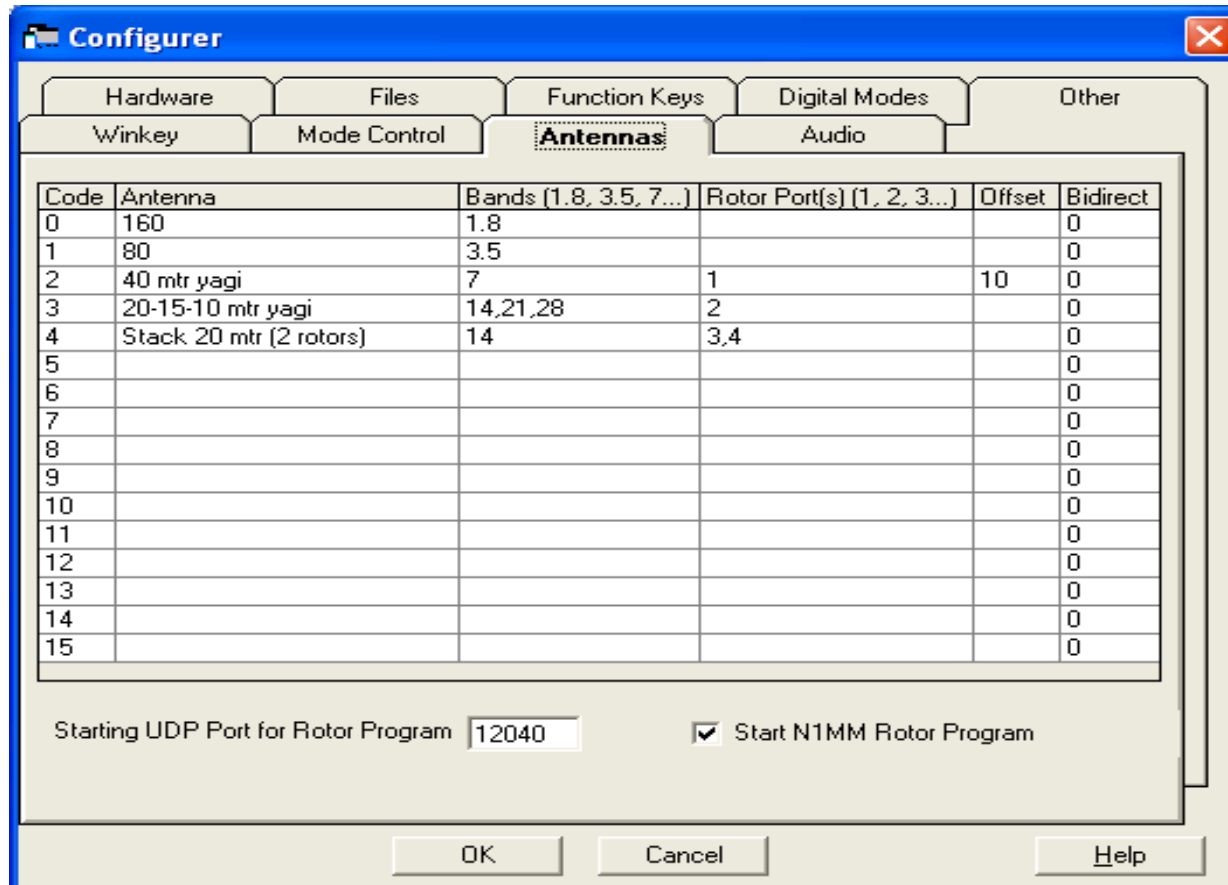 Configurer
Hardware Files Function Keys Digital Modes Other
Winkey Mode Control Antennas Audio
Code Antenna Bands (1.8, 3.5, 7...) Rotor Port(s) (1, 2, 3...) Offset Bidirect
0 160 1.8 0
1 80 3.5 0
2 40 mtr yagi 7 1 10 0
3 20-15-10 mtr yagi 14,21,28 2 0
4 Stack 20 mtr (2 rotors) 14 3,4 0
5 0
6 0
7 0
8 0
9 0
10 0
11 0
12 0
13 0
14 0
15 0
Starting UDP Port for Rotor Program 12040 Start N1MM Rotor Program
OK Cancel Help